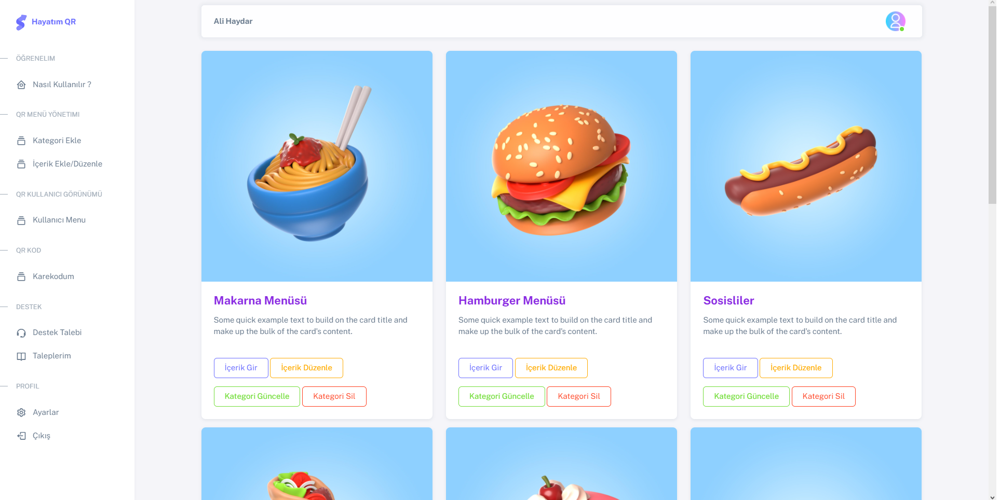 Hayatım QR
ÖĞRENELIM
Nasıl Kullanılır ?
QR MENÜ YÖNETIMI
Kategori Ekle
İçerik Ekle/Düzenle
QR KULLANICI GÖRÜNÜMÜ
Kullanıcı Menu
QR KOD
Karekodum
DESTEK
Destek Talebi
Taleplerim
PROFIL
Ayarlar
Çıkış
Ali Haydar
Makarna Menüsü
Some quick example text to build on the card title and
make up the bulk of the card's content.
İçerik Gir
İçerik Düzenle
Kategori Güncelle
Kategori Sil
Hamburger Menüsü
Some quick example text to build on the card title and
make up the bulk of the card's content.
İçerik Gir
İçerik Düzenle
Kategori Güncelle
Kategori Sil
Sosisliler
Some quick example text to build on the card title and
make up the bulk of the card's content.
İçerik Gir
İçerik Düzenle
Kategori Güncelle
Kategori Sil